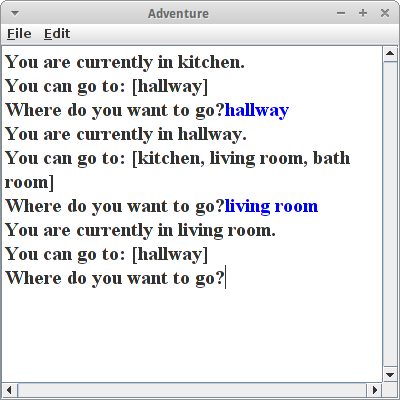 Adventure
File Edit
You are currently in kitchen.
You can go to: [hallway]
Where do you want to go?hallway
You are currently in hallway.
You can go to: [kitchen, living room, bath
room]
Where do you want to go?living room
You are currently in living room.
You can go to: [hallway]
Where do you want to go?